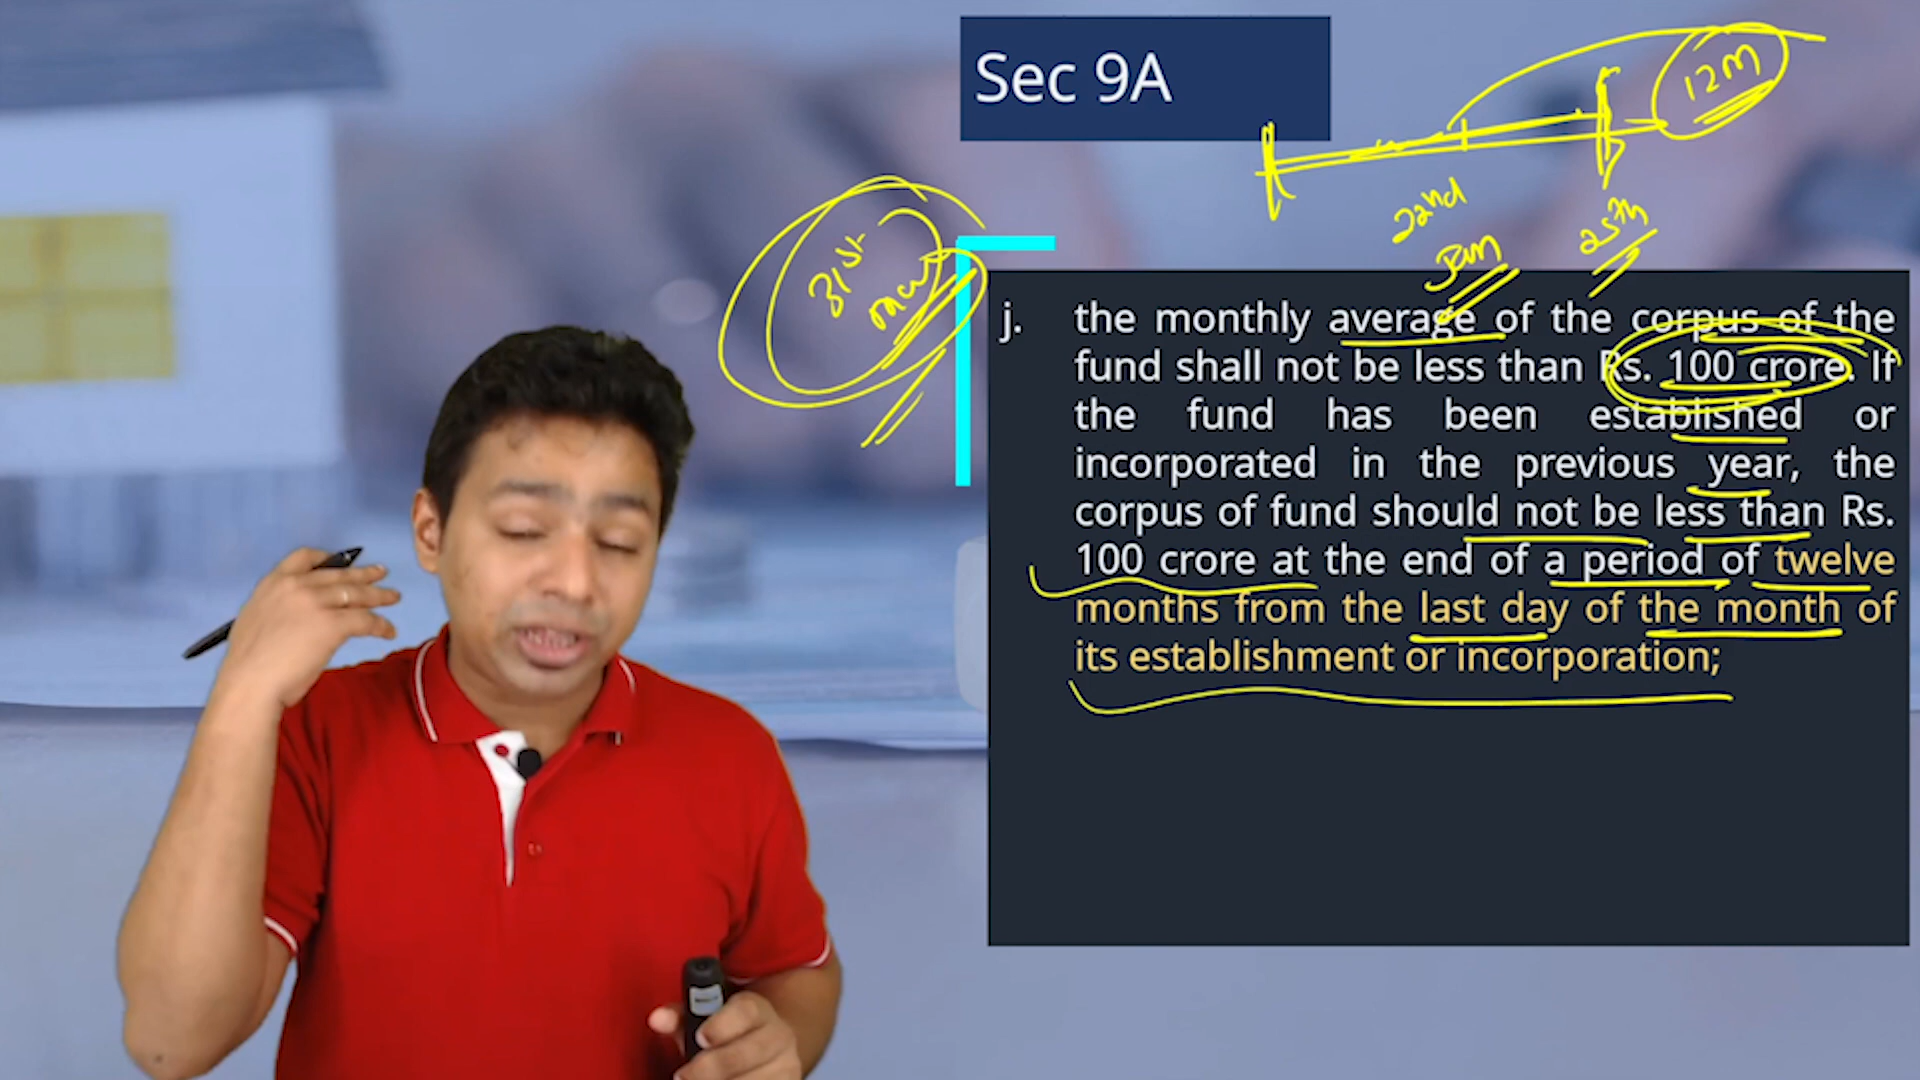 Sec 9A
12M
22nd
Jun
25th
31st
j. the monthly average of the corpus of the
fund shall not be less than Rs. 100 crore. If
the fund has been established or
incorporated in the previous year, the
corpus of fund should not be less than Rs.
100 crore at the end of a period of twelve
months from the last day of the month of
its establishment or incorporation;